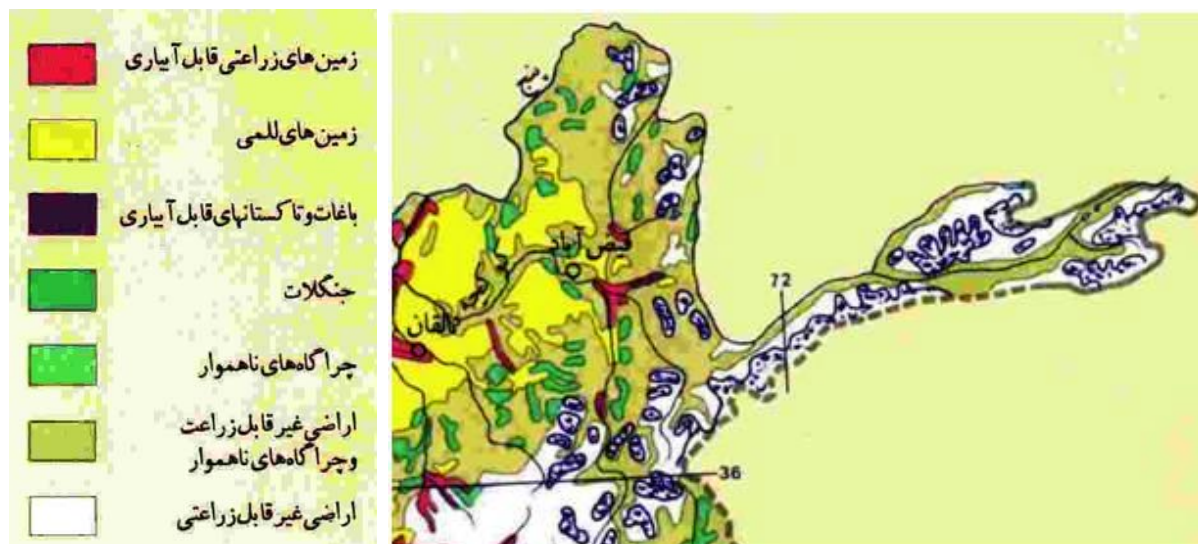 زمین‌های زراعتی قابل آبیاری
زمین‌های للمی
باغات و تاکستانهای قابل آبیاری
جنگلات
چراگاه‌های ناهموار
اراضی غیر قابل زراعت
و چراگاه‌های ناهموار
اراضی غیر قابل زراعتی
پنج
فیض آباد
تالقان
72
36